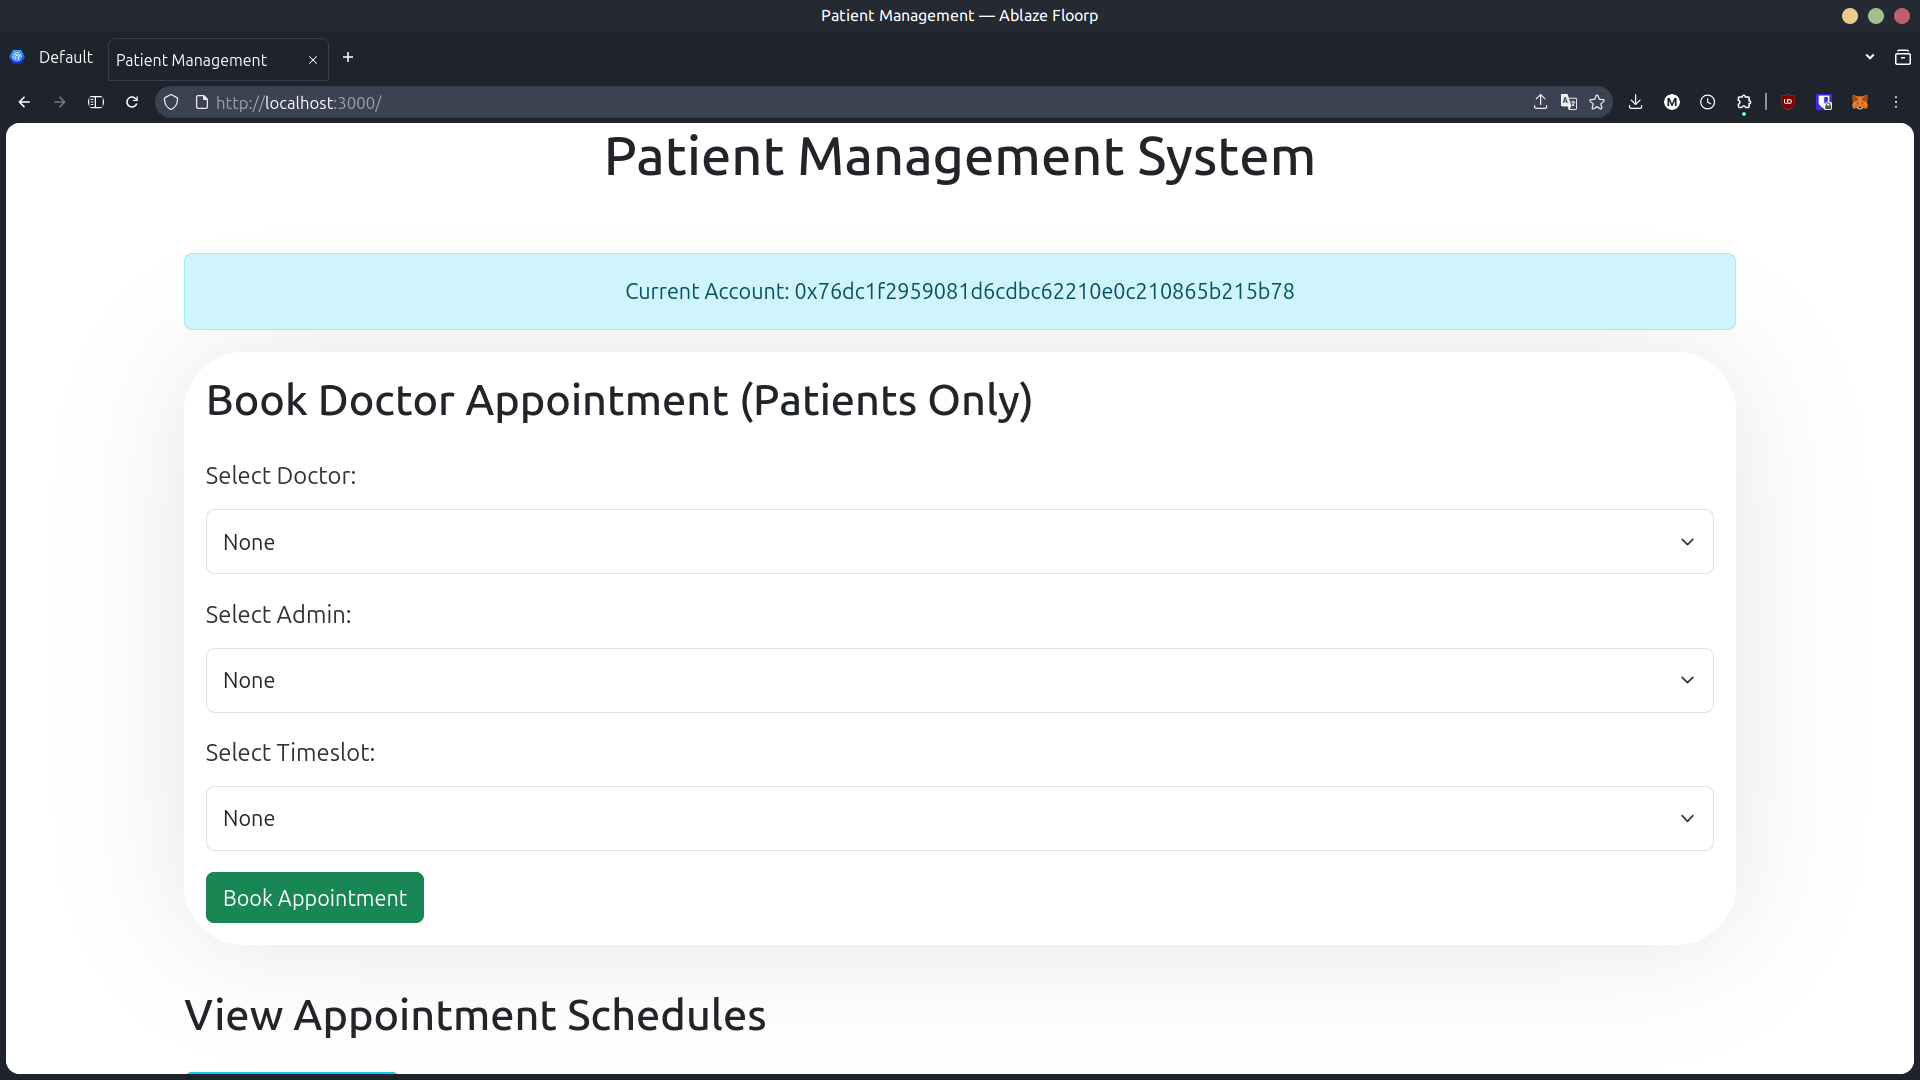 Patient Management — Ablaze Floorp
Default
Patient Management
http://localhost:3000/
Patient Management System
Current Account: 0x76dc1f2959081d6cdbc62210e0c210865b215b78
Book Doctor Appointment (Patients Only)
Select Doctor:
None
Select Admin:
None
Select Timeslot:
None
Book Appointment
View Appointment Schedules